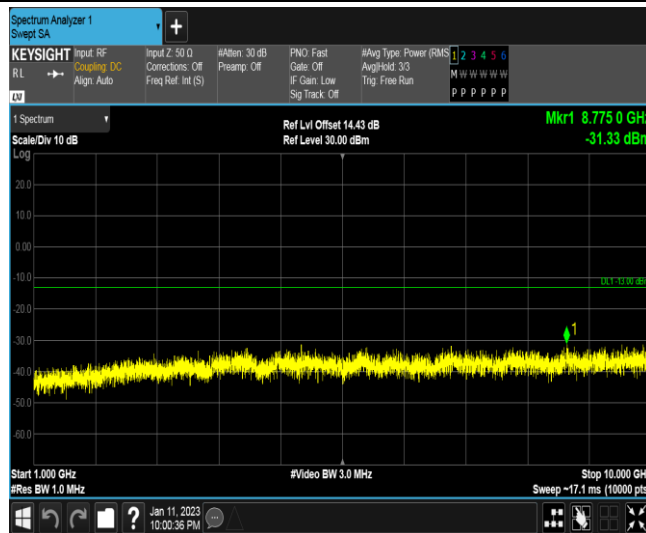 Spectrum Analyzer 1
Swept SA
+
KEYSIGHT
RL
LXI
Input: RF
Coupling: DC
Align: Auto
Input Z: 50 Ω
Corrections: Off
Freq Ref: Int (S)
#Atten: 30 dB
Preamp: Off
PNO: Fast
Gate: Off
IF Gain: Low
Sig Track: Off
#Avg Type: Power (RMS
Avg|Hold: 3/3
Trig: Free Run
1 2 3 4 5 6
M W W W W W
P P P P P P
1 Spectrum
Scale/Div 10 dB
Ref Lvl Offset 14.43 dB
Ref Level 30.00 dBm
Mkr1 8.775 0 GHz
-31.33 dBm
Log
20.0
10.0
0.00
-10.0
DL1 -13.00 dBm
-20.0
-30.0
1
-40.0
-50.0
-60.0
Start 1.000 GHz
#Video BW 3.0 MHz
Stop 10.000 GHz
#Res BW 1.0 MHz
Sweep ~17.1 ms (10000 pts
?
Jan 11, 2023
10:00:36 PM